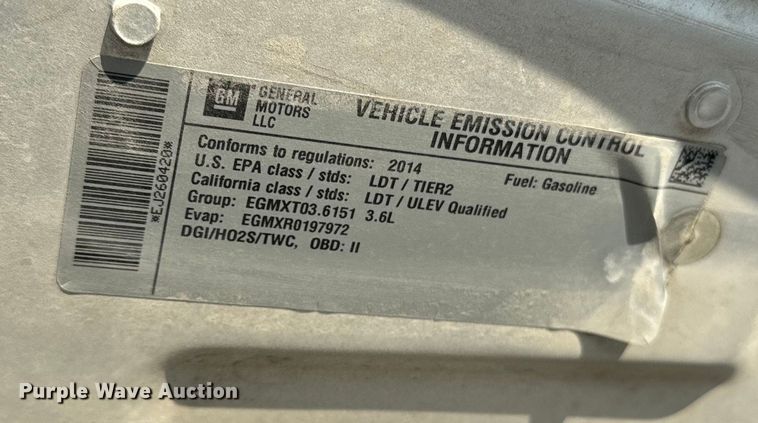 *EJ260420*
GM
GENERAL
MOTORS
LLC
VEHICLE EMISSION CONTROL
INFORMATION
Conforms to regulations: 2014
Fuel: Gasoline
U.S. EPA class / stds: LDT / TIER2
California class / stds: LDT / ULEV Qualified
Group: EGMXT03.6151 3.6L
Evap: EGMXR0197972
DGI/HO2S/TWC, OBD: II
Purple Wave Auction